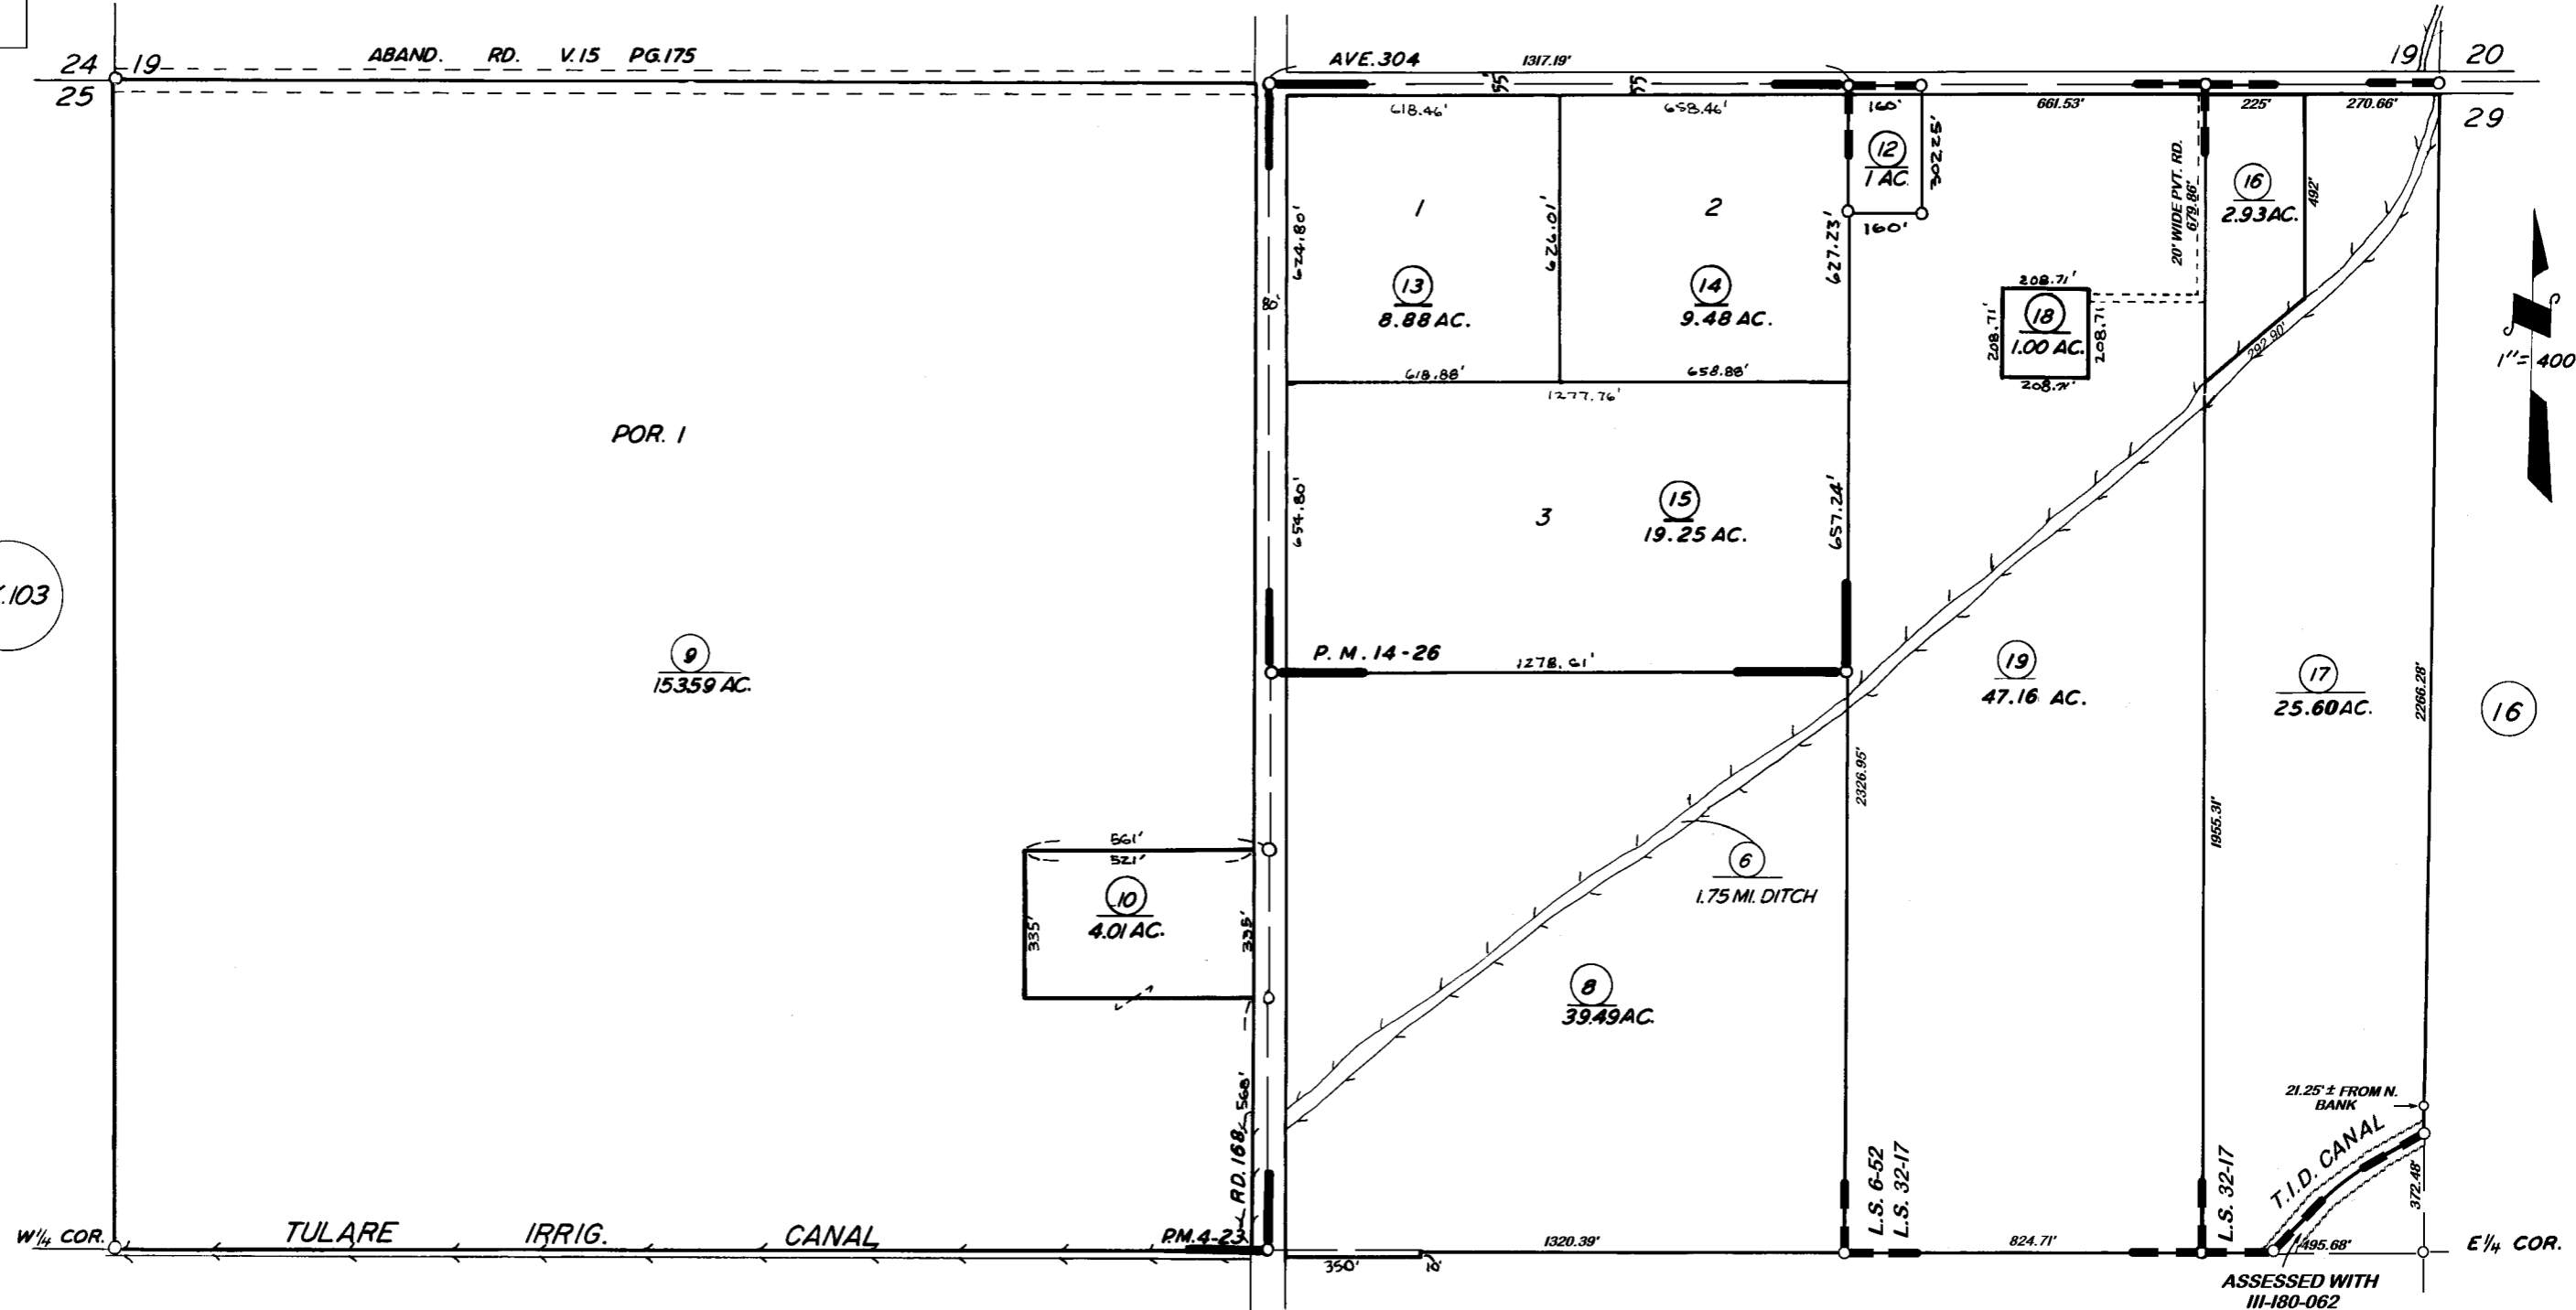 24 19
25
ABAND. RD. V.15 PG.175
AVE. 304
1317.19'
55'
55'
19 20
29
618.46'
658.46'
160'
661.53'
225'
270.66'
12
1 AC.
302.25'
160'
1
2
624.80'
626.01'
627.23'
20' WIDE PVT. RD.
679.86'
16
2.93 AC.
492'
13
8.88 AC.
14
9.48 AC.
80'
208.71'
208.71'
18
1.00 AC.
208.71'
208.71'
292.90'
1"= 400
618.88'
658.88'
1277.76'
POR. 1
654.80'
3
15
19.25 AC.
657.24'
.103
9
153.59 AC.
P. M. 14-26
1278.61'
19
47.16 AC.
17
25.60 AC.
2266.28'
16
2326.95'
1955.31'
561'
521'
10
4.01 AC.
335'
335'
6
1.75 MI. DITCH
8
39.49 AC.
568'
RD. 168
21.25' ± FROM N.
BANK
T.I.D. CANAL
372.48'
L.S. 6-52
L.S. 32-17
L.S. 32-17
W 1/4 COR.
TULARE IRRIG. CANAL
P.M. 4-23
350'
10'
1320.39'
824.71'
495.68'
E 1/4 COR.
ASSESSED WITH
111-180-062